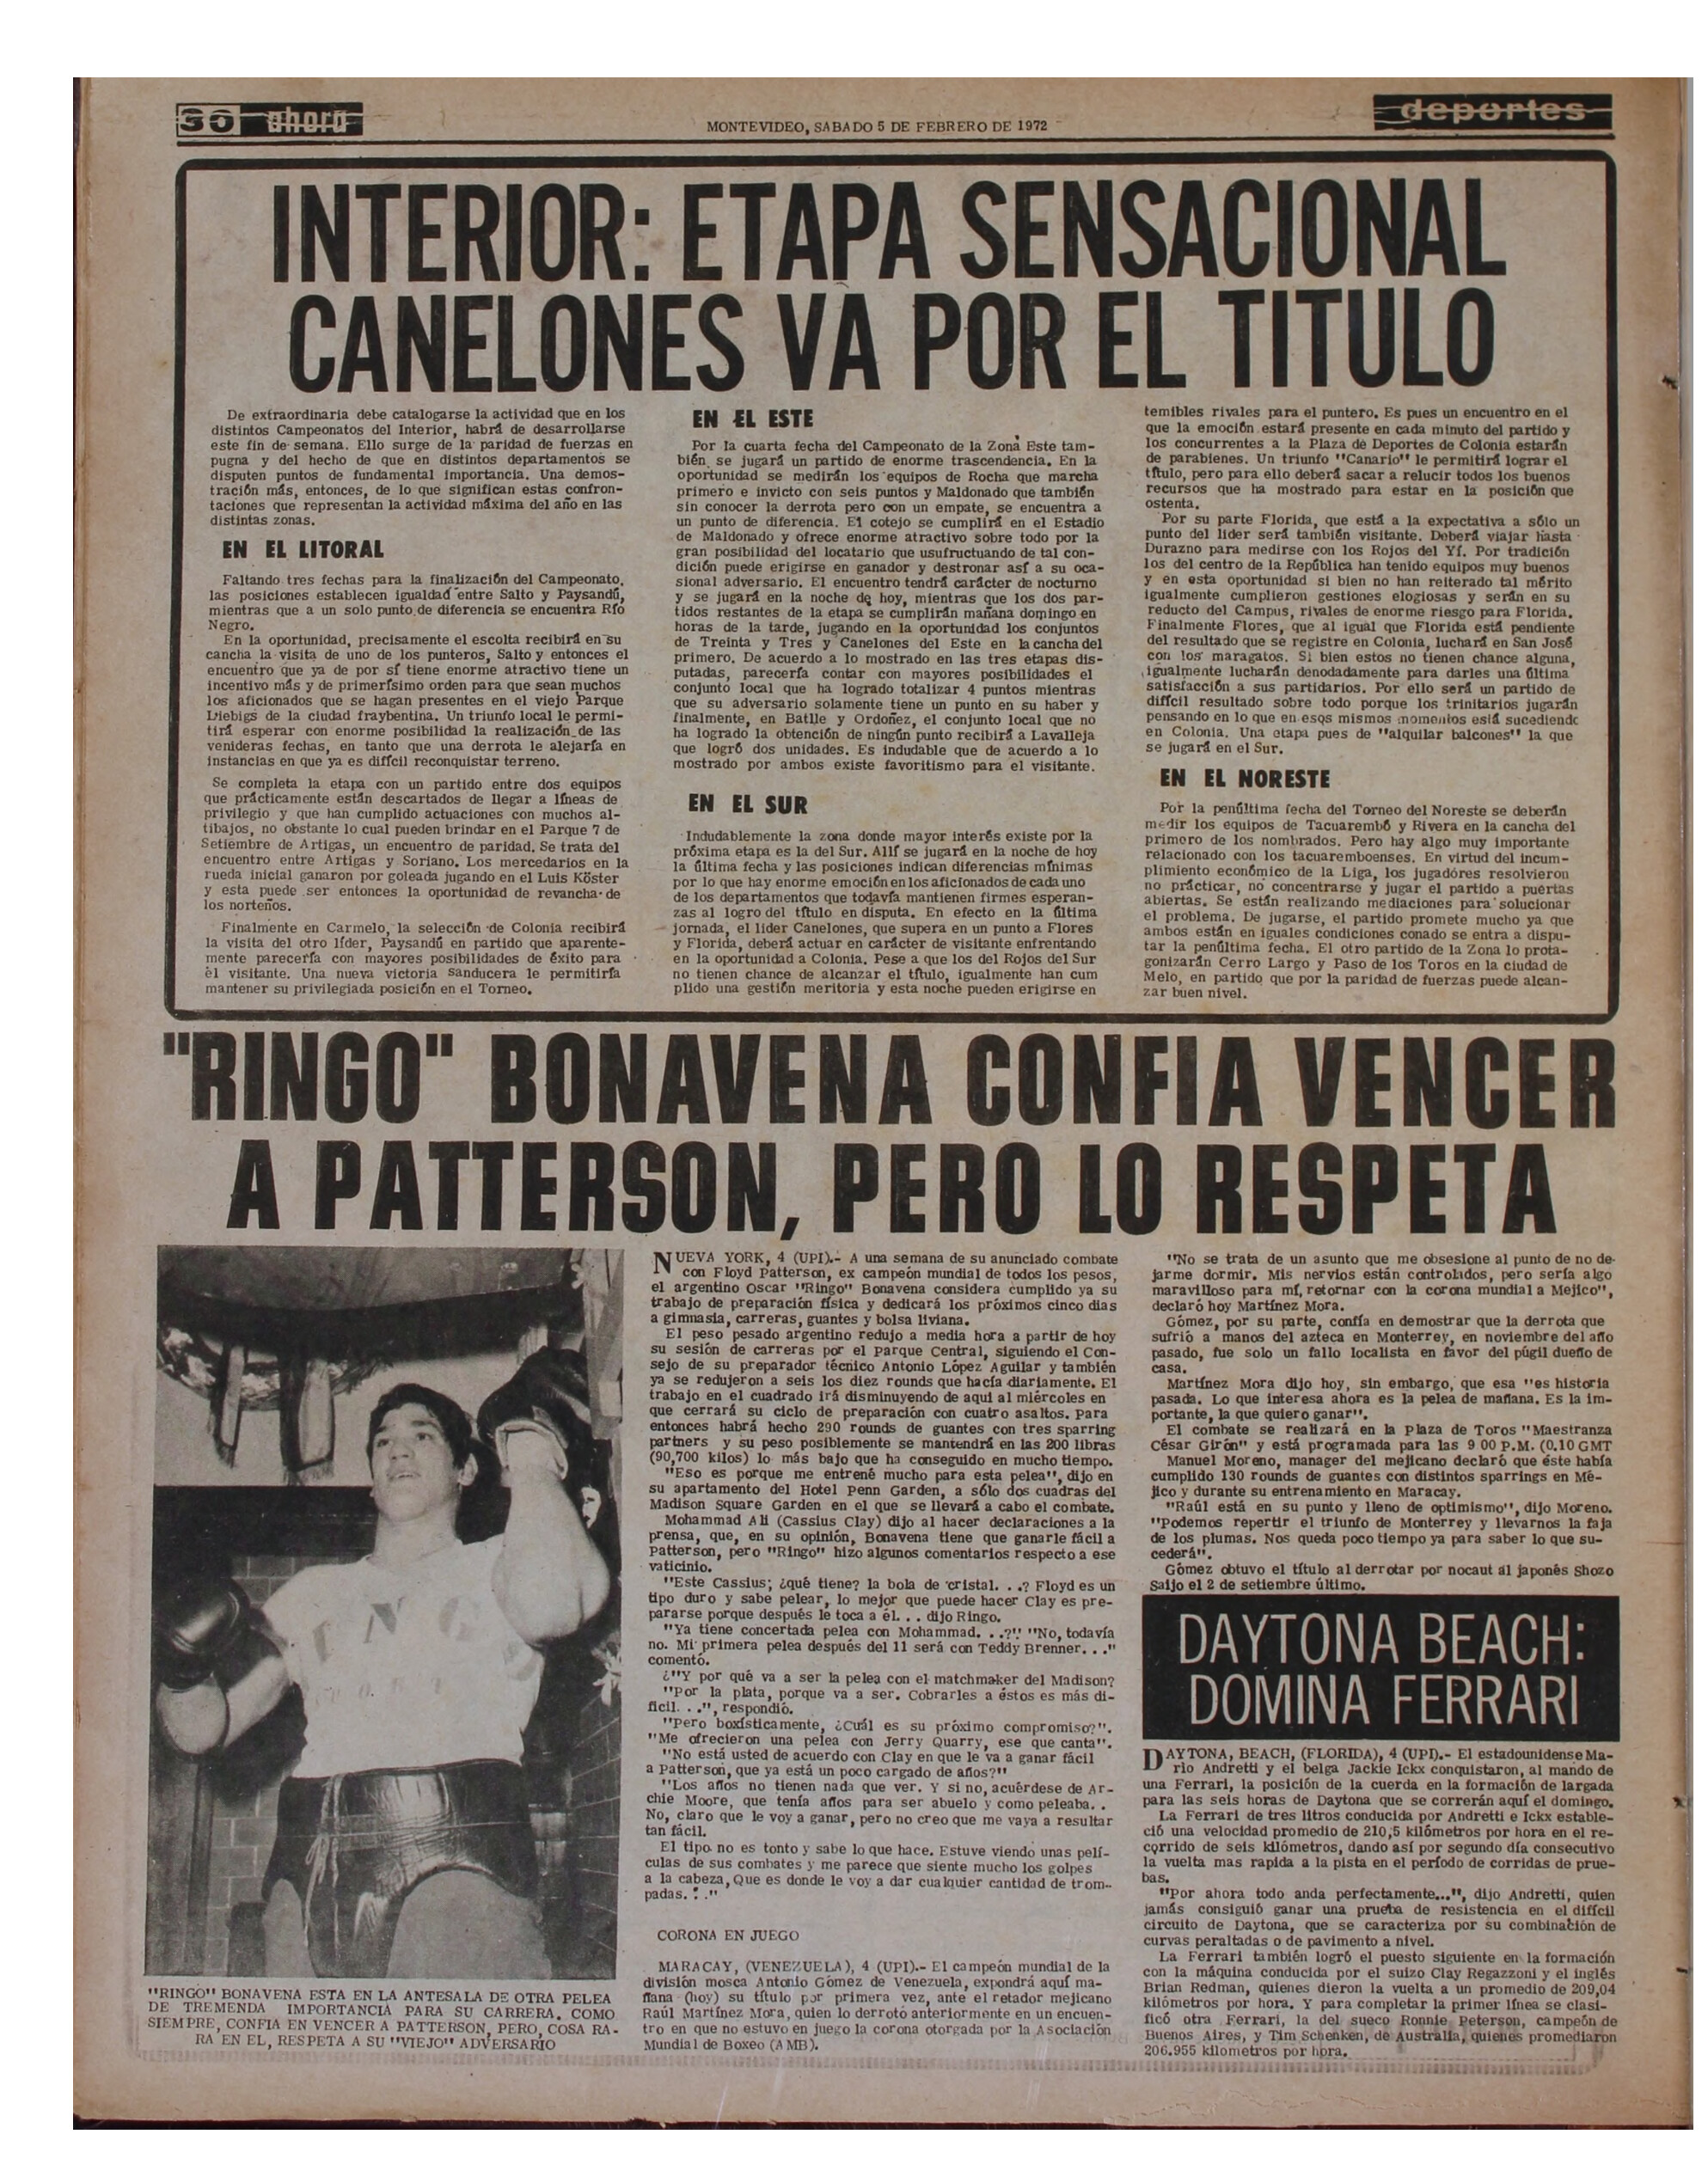 30 ahora
MONTEVIDEO, SABADO 5 DE FEBRERO DE 1972
deportes
INTERIOR: ETAPA SENSACIONAL
CANELONES VA POR EL TITULO
De extraordinaria debe catalogarse la actividad que en los
distintos Campeonatos del Interior, habrá de desarrollarse
este fin de semana. Ello surge de la paridad de fuerzas en
pugna y del hecho de que en distintos departamentos se
disputen puntos de fundamental importancia. Una demos-
tración más, entonces, de lo que significan estas confron-
taciones que representan la actividad máxima del año en las
distintas zonas.
EN EL LITORAL
Faltando tres fechas para la finalización del Campeonato,
las posiciones establecen igualdad entre Salto y Paysandú,
mientras que a un solo punto de diferencia se encuentra Río
Negro.
En la oportunidad, precisamente el escolta recibirá en su
cancha la visita de uno de los punteros, Salto y entonces el
encuentro que ya de por sí tiene enorme atractivo tiene un
incentivo más y de primerísimo orden para que sean muchos
los aficionados que se hagan presentes en el viejo Parque
Liebigs de la ciudad fraybentina. Un triunfo local le permi-
tirá esperar con enorme posibilidad la realización de las
venideras fechas, en tanto que una derrota le alejaría en
instancias en que ya es difícil reconquistar terreno.
Se completa la etapa con un partido entre dos equipos
que prácticamente están descartados de llegar a líneas de
privilegio y que han cumplido actuaciones con muchos al-
tibajos, no obstante lo cual pueden brindar en el Parque 7 de
Setiembre de Artigas, un encuentro de paridad. Se trata del
encuentro entre Artigas y Soriano. Los mercedarios en la
rueda inicial ganaron por goleada jugando en el Luis Köster
y esta puede ser entonces la oportunidad de revancha de
los norteños.
Finalmente en Carmelo, la selección de Colonia recibirá
la visita del otro líder, Paysandú en partido que aparente-
mente parecería con mayores posibilidades de éxito para
el visitante. Una nueva victoria sanducera le permitiría
mantener su privilegiada posición en el Torneo.
EN EL ESTE
Por la cuarta fecha del Campeonato de la Zona Este tam-
bién se jugará un partido de enorme trascendencia. En la
oportunidad se medirán los equipos de Rocha que marcha
primero e invicto con seis puntos y Maldonado que también
sin conocer la derrota pero con un empate, se encuentra a
un punto de diferencia. El cotejo se cumplirá en el Estadio
de Maldonado y ofrece enorme atractivo sobre todo por la
gran posibilidad del locatario que usufructuando de tal con-
dición puede erigirse en ganador y destronar así a su oca-
sional adversario. El encuentro tendrá carácter de nocturno
y se jugará en la noche de hoy, mientras que los dos par-
tidos restantes de la etapa se cumplirán mañana domingo en
horas de la tarde, jugando en la oportunidad los conjuntos
de Treinta y Tres y Canelones del Este en la cancha del
primero. De acuerdo a lo mostrado en las tres etapas dis-
putadas, parecería contar con mayores posibilidades el
conjunto local que ha logrado totalizar 4 puntos mientras
que su adversario solamente tiene un punto en su haber y
finalmente, en Batlle y Ordoñez, el conjunto local que no
ha logrado la obtención de ningún punto recibirá a Lavalleja
que logró dos unidades. Es indudable que de acuerdo a lo
mostrado por ambos existe favoritismo para el visitante.
EN EL SUR
Indudablemente la zona donde mayor interés existe por la
próxima etapa es la del Sur. Allí se jugará en la noche de hoy
la última fecha y las posiciones indican diferencias mínimas
por lo que hay enorme emoción en los aficionados de cada uno
de los departamentos que todavía mantienen firmes esperan-
zas al logro del título en disputa. En efecto en la última
jornada, el lider Canelones, que supera en un punto a Flores
y Florida, deberá actuar en carácter de visitante enfrentando
en la oportunidad a Colonia. Pese a que los del Rojos del Sur
no tienen chance de alcanzar el título, igualmente han cum
plido una gestión meritoria y esta noche pueden erigirse en
temibles rivales para el puntero. Es pues un encuentro en el
que la emoción estará presente en cada minuto del partido y
los concurrentes a la Plaza de Deportes de Colonia estarán
de parabienes. Un triunfo "Canario" le permitirá lograr el
título, pero para ello deberá sacar a relucir todos los buenos
recursos que ha mostrado para estar en la posición que
ostenta.
Por su parte Florida, que está a la expectativa a sólo un
punto del lider será también visitante. Deberá viajar hasta
Durazno para medirse con los Rojos del Yí. Por tradición
los del centro de la República han tenido equipos muy buenos
y en esta oportunidad si bien no han reiterado tal mérito
igualmente cumplieron gestiones elogiosas y serán en su
reducto del Campus, rivales de enorme riesgo para Florida.
Finalmente Flores, que al igual que Florida está pendiente
del resultado que se registre en Colonia, luchará en San José
con los maragatos. Si bien estos no tienen chance alguna,
igualmente lucharán denodadamente para darles una última
satisfacción a sus partidarios. Por ello será un partido de
difícil resultado sobre todo porque los trinitarios jugarán
pensando en lo que en esos mismos momentos está sucediendo
en Colonia. Una etapa pues de "alquilar balcones" la que
se jugará en el Sur.
EN EL NORESTE
Por la penúltima fecha del Torneo del Noreste se deberán
medir los equipos de Tacuarembó y Rivera en la cancha del
primero de los nombrados. Pero hay algo muy importante
relacionado con los tacuaremboenses. En virtud del incum-
plimiento económico de la Liga, los jugadores resolvieron
no prácticar, no concentrarse y jugar el partido a puertas
abiertas. Se están realizando mediaciones para solucionar
el problema. De jugarse, el partido promete mucho ya que
ambos están en iguales condiciones conado se entra a dispu-
tar la penúltima fecha. El otro partido de la Zona lo prota-
gonizarán Cerro Largo y Paso de los Toros en la ciudad de
Melo, en partido que por la paridad de fuerzas puede alcan-
zar buen nivel.
"RINGO" BONAVENA CONFIA VENCER
A PATTERSON, PERO LO RESPETA
"RINGO" BONAVENA ESTA EN LA ANTESALA DE OTRA PELEA
DE TREMENDA IMPORTANCIA PARA SU CARRERA. COMO
SIEMPRE, CONFIA EN VENCER A PATTERSON, PERO, COSA RA-
RA EN EL, RESPETA A SU "VIEJO" ADVERSARIO
NUEVA YORK, 4 (UPI).- A una semana de su anunciado combate
con Floyd Patterson, ex campeón mundial de todos los pesos,
el argentino Oscar "Ringo" Bonavena considera cumplido ya su
trabajo de preparación física y dedicará los próximos cinco dias
a gimnasia, carreras, guantes y bolsa liviana.
El peso pesado argentino redujo a media hora a partir de hoy
su sesión de carreras por el Parque Central, siguiendo el Con-
sejo de su preparador técnico Antonio López Aguilar y también
ya se redujeron a seis los diez rounds que hacía diariamente. El
trabajo en el cuadrado irá disminuyendo de aqui al miércoles en
que cerrará su ciclo de preparación con cuatro asaltos. Para
entonces habrá hecho 290 rounds de guantes con tres sparring
partners y su peso posiblemente se mantendrá en las 200 libras
(90,700 kilos) lo más bajo que ha conseguido en mucho tiempo.
"Eso es porque me entrené mucho para esta pelea", dijo en
su apartamento del Hotel Penn Garden, a sólo dos cuadras del
Madison Square Garden en el que se llevará a cabo el combate.
Mohammad Ali (Cassius Clay) dijo al hacer declaraciones a la
prensa, que, en su opinión, Bonavena tiene que ganarle fácil a
Patterson, pero "Ringo" hizo algunos comentarios respecto a ese
vaticinio.
"Este Cassius; ¿qué tiene? la bola de cristal. . .? Floyd es un
tipo duro y sabe pelear, lo mejor que puede hacer Clay es pre-
pararse porque después le toca a él. . . dijo Ringo.
"Ya tiene concertada pelea con Mohammad. . .?" "No, todavía
no. Mi primera pelea después del 11 será con Teddy Brenner. . ."
comentó.
¿"Y por qué va a ser la pelea con el matchmaker del Madison?
"Por la plata, porque va a ser. Cobrarles a éstos es más di-
ficil. . .", respondió.
"Pero boxísticamente, ¿Cuál es su próximo compromiso?".
"Me ofrecieron una pelea con Jerry Quarry, ese que canta".
"No está usted de acuerdo con Clay en que le va a ganar fácil
a Patterson, que ya está un poco cargado de años?"
"Los años no tienen nada que ver. Y si no, acuérdese de Ar-
chie Moore, que tenía años para ser abuelo y como peleaba. .
No, claro que le voy a ganar, pero no creo que me vaya a resultar
tan fácil.
El tipo no es tonto y sabe lo que hace. Estuve viendo unas pelí-
culas de sus combates y me parece que siente mucho los golpes
a la cabeza, Que es donde le voy a dar cualquier cantidad de trom-
padas. . ."
CORONA EN JUEGO
MARACAY, (VENEZUELA), 4 (UPI).- El campeón mundial de la
división mosca Antonio Gómez de Venezuela, expondrá aquí ma-
ñana (hoy) su título por primera vez, ante el retador mejicano
Raúl Martínez Mora, quien lo derrotó anteriormente en un encuen-
tro en que no estuvo en juego la corona otorgada por la Asociación
Mundial de Boxeo (AMB).
"No se trata de un asunto que me obsesione al punto de no de-
jarme dormir. Mis nervios están controlados, pero sería algo
maravilloso para mí, retornar con la corona mundial a Mejico",
declaró hoy Martínez Mora.
Gómez, por su parte, confía en demostrar que la derrota que
sufrió a manos del azteca en Monterrey, en noviembre del año
pasado, fue solo un fallo localista en favor del púgil dueño de
casa.
Martínez Mora dijo hoy, sin embargo, que esa "es historia
pasada. Lo que interesa ahora es la pelea de mañana. Es la im-
portante, la que quiero ganar".
El combate se realizará en la Plaza de Toros "Maestranza
César Girón" y está programada para las 9 00 P.M. (0.10 GMT
Manuel Moreno, manager del mejicano declaró que éste había
cumplido 130 rounds de guantes con distintos sparrings en Mé-
jico y durante su entrenamiento en Maracay.
"Raúl está en su punto y lleno de optimismo", dijo Moreno.
"Podemos repertir el triunfo de Monterrey y llevarnos la faja
de los plumas. Nos queda poco tiempo ya para saber lo que su-
cederá".
Gómez obtuvo el título al derrotar por nocaut al japonés Shozo
Saijo el 2 de setiembre último.
DAYTONA BEACH:
DOMINA FERRARI
DAYTONA, BEACH, (FLORIDA), 4 (UPI).- El estadounidense Ma-
rio Andretti y el belga Jackie Ickx conquistaron, al mando de
una Ferrari, la posición de la cuerda en la formación de largada
para las seis horas de Daytona que se correrán aquí el domingo.
La Ferrari de tres litros conducida por Andretti e Ickx estable-
ció una velocidad promedio de 210,5 kilómetros por hora en el re-
corrido de seis kilómetros, dando así por segundo día consecutivo
la vuelta mas rapida a la pista en el período de corridas de prue-
bas.
"Por ahora todo anda perfectamente...", dijo Andretti, quien
jamás consiguió ganar una prueba de resistencia en el difícil
circuito de Daytona, que se caracteriza por su combinación de
curvas peraltadas o de pavimento a nivel.
La Ferrari también logró el puesto siguiente en la formación
con la máquina conducida por el suizo Clay Regazzoni y el inglés
Brian Redman, quienes dieron la vuelta a un promedio de 209,04
kilómetros por hora. Y para completar la primer línea se clasi-
ficó otra Ferrari, la del sueco Ronnie Peterson, campeón de
Buenos Aires, y Tim Schenken, de Australia, quienes promediaron
206.955 kilometros por hora.